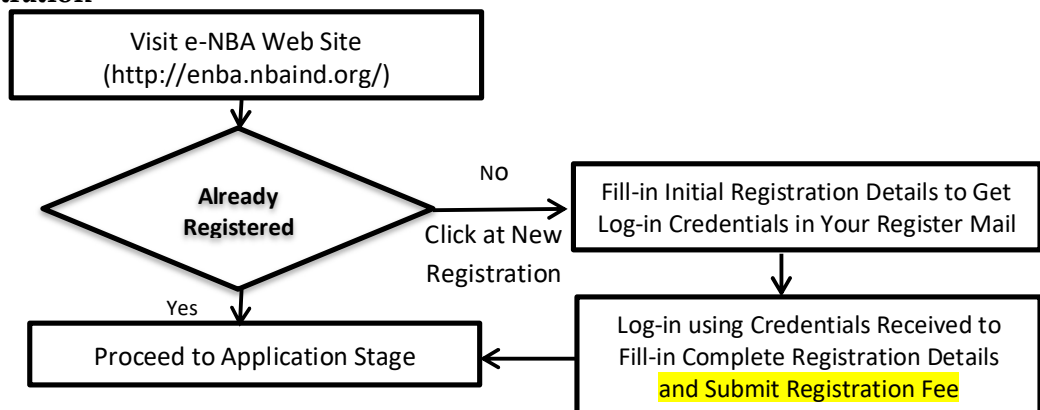 Visit e-NBA Web Site
(http://enba.nbaind.org/)
Already
Registered
No
Click at New
Registration
Fill-in Initial Registration Details to Get
Log-in Credentials in Your Register Mail
Yes
Proceed to Application Stage
Log-in using Credentials Received to
Fill-in Complete Registration Details
and Submit Registration Fee